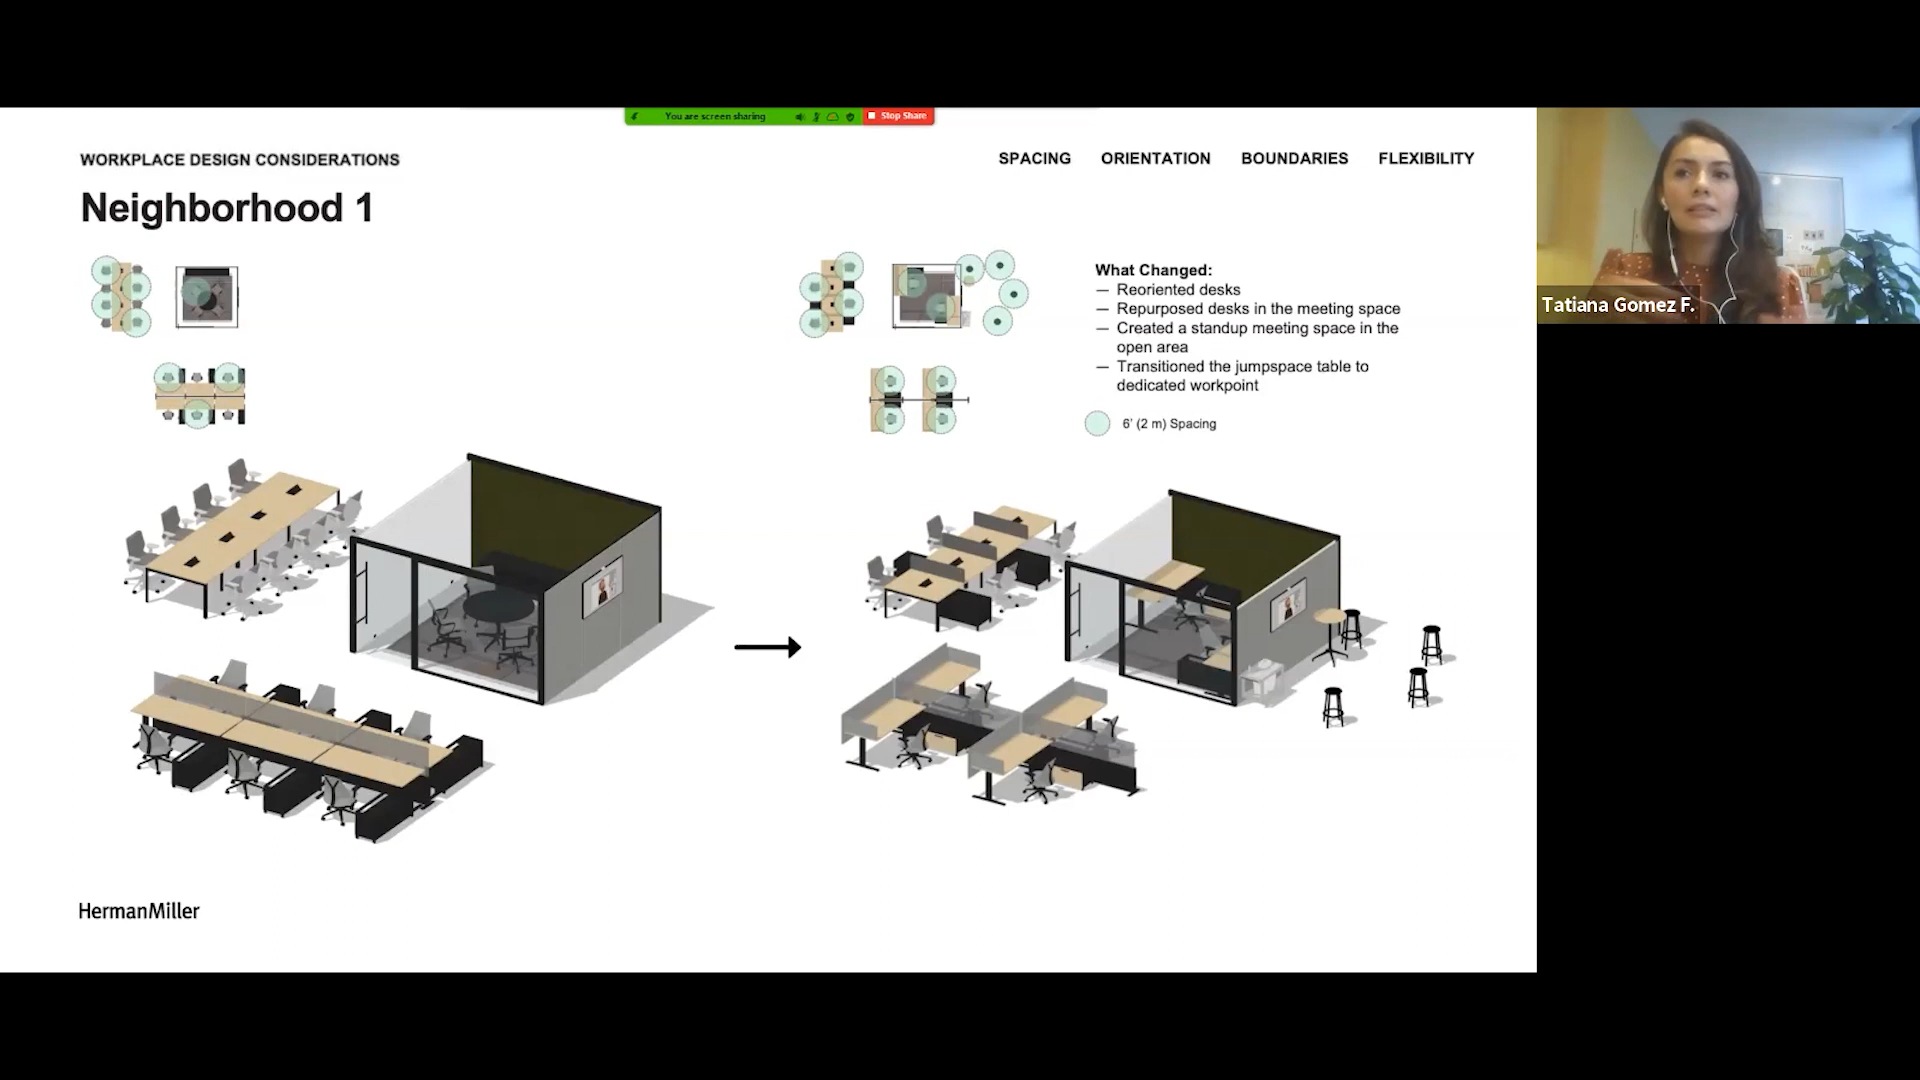 You are screen sharing
Stop Share
WORKPLACE DESIGN CONSIDERATIONS
Neighborhood 1
SPACING ORIENTATION BOUNDARIES FLEXIBILITY
What Changed:
— Reoriented desks
— Repurposed desks in the meeting space
— Created a standup meeting space in the
open area
— Transitioned the jumpspace table to
dedicated workpoint
6' (2 m) Spacing
HermanMiller
Tatiana Gomez F.